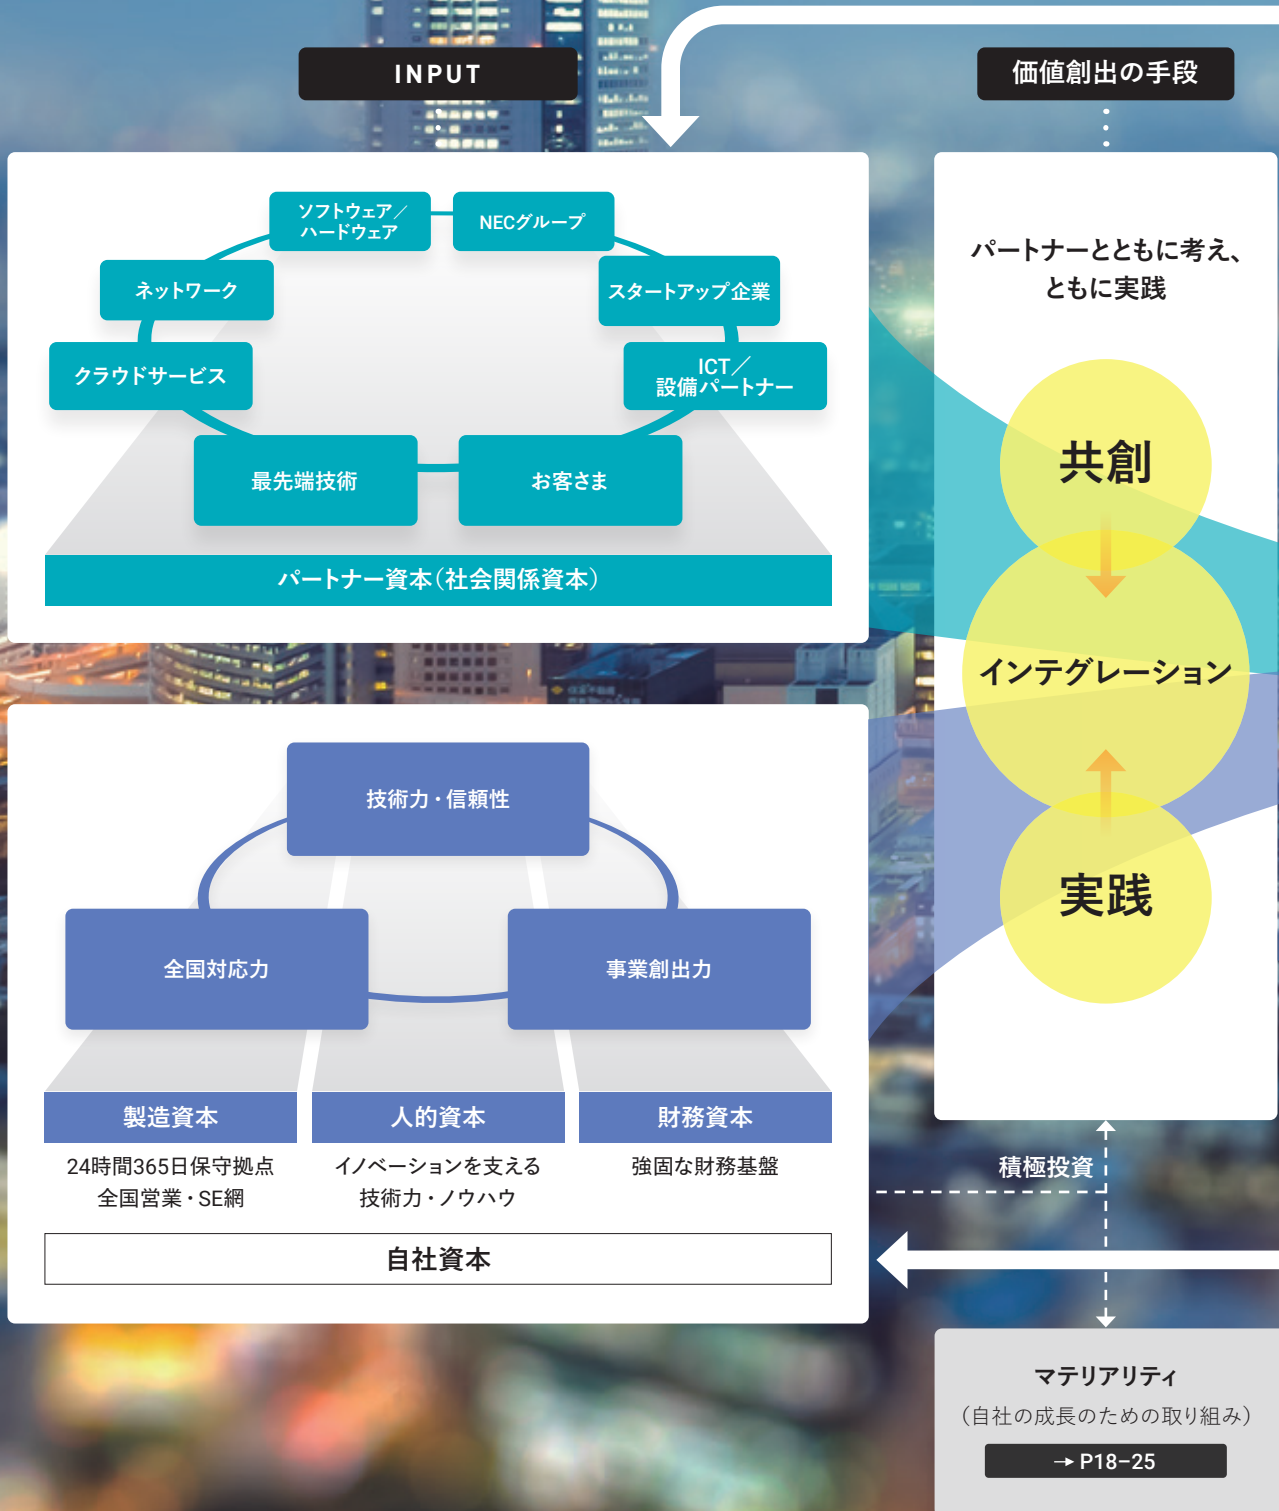 INPUT
ソフトウェア／
ハードウェア
NECグループ
ネットワーク
スタートアップ企業
クラウドサービス
ICT／
設備パートナー
最先端技術
お客さま
パートナー資本（社会関係資本）
技術力・信頼性
全国対応力
事業創出力
製造資本
24時間365日保守拠点
全国営業・SE網
人的資本
イノベーションを支える
技術力・ノウハウ
財務資本
強固な財務基盤
自社資本
価値創出の手段
パートナーとともに考え、
ともに実践
共創
インテグレーション
実践
積極投資
マテリアリティ
（自社の成長のための取り組み）
→ P18–25